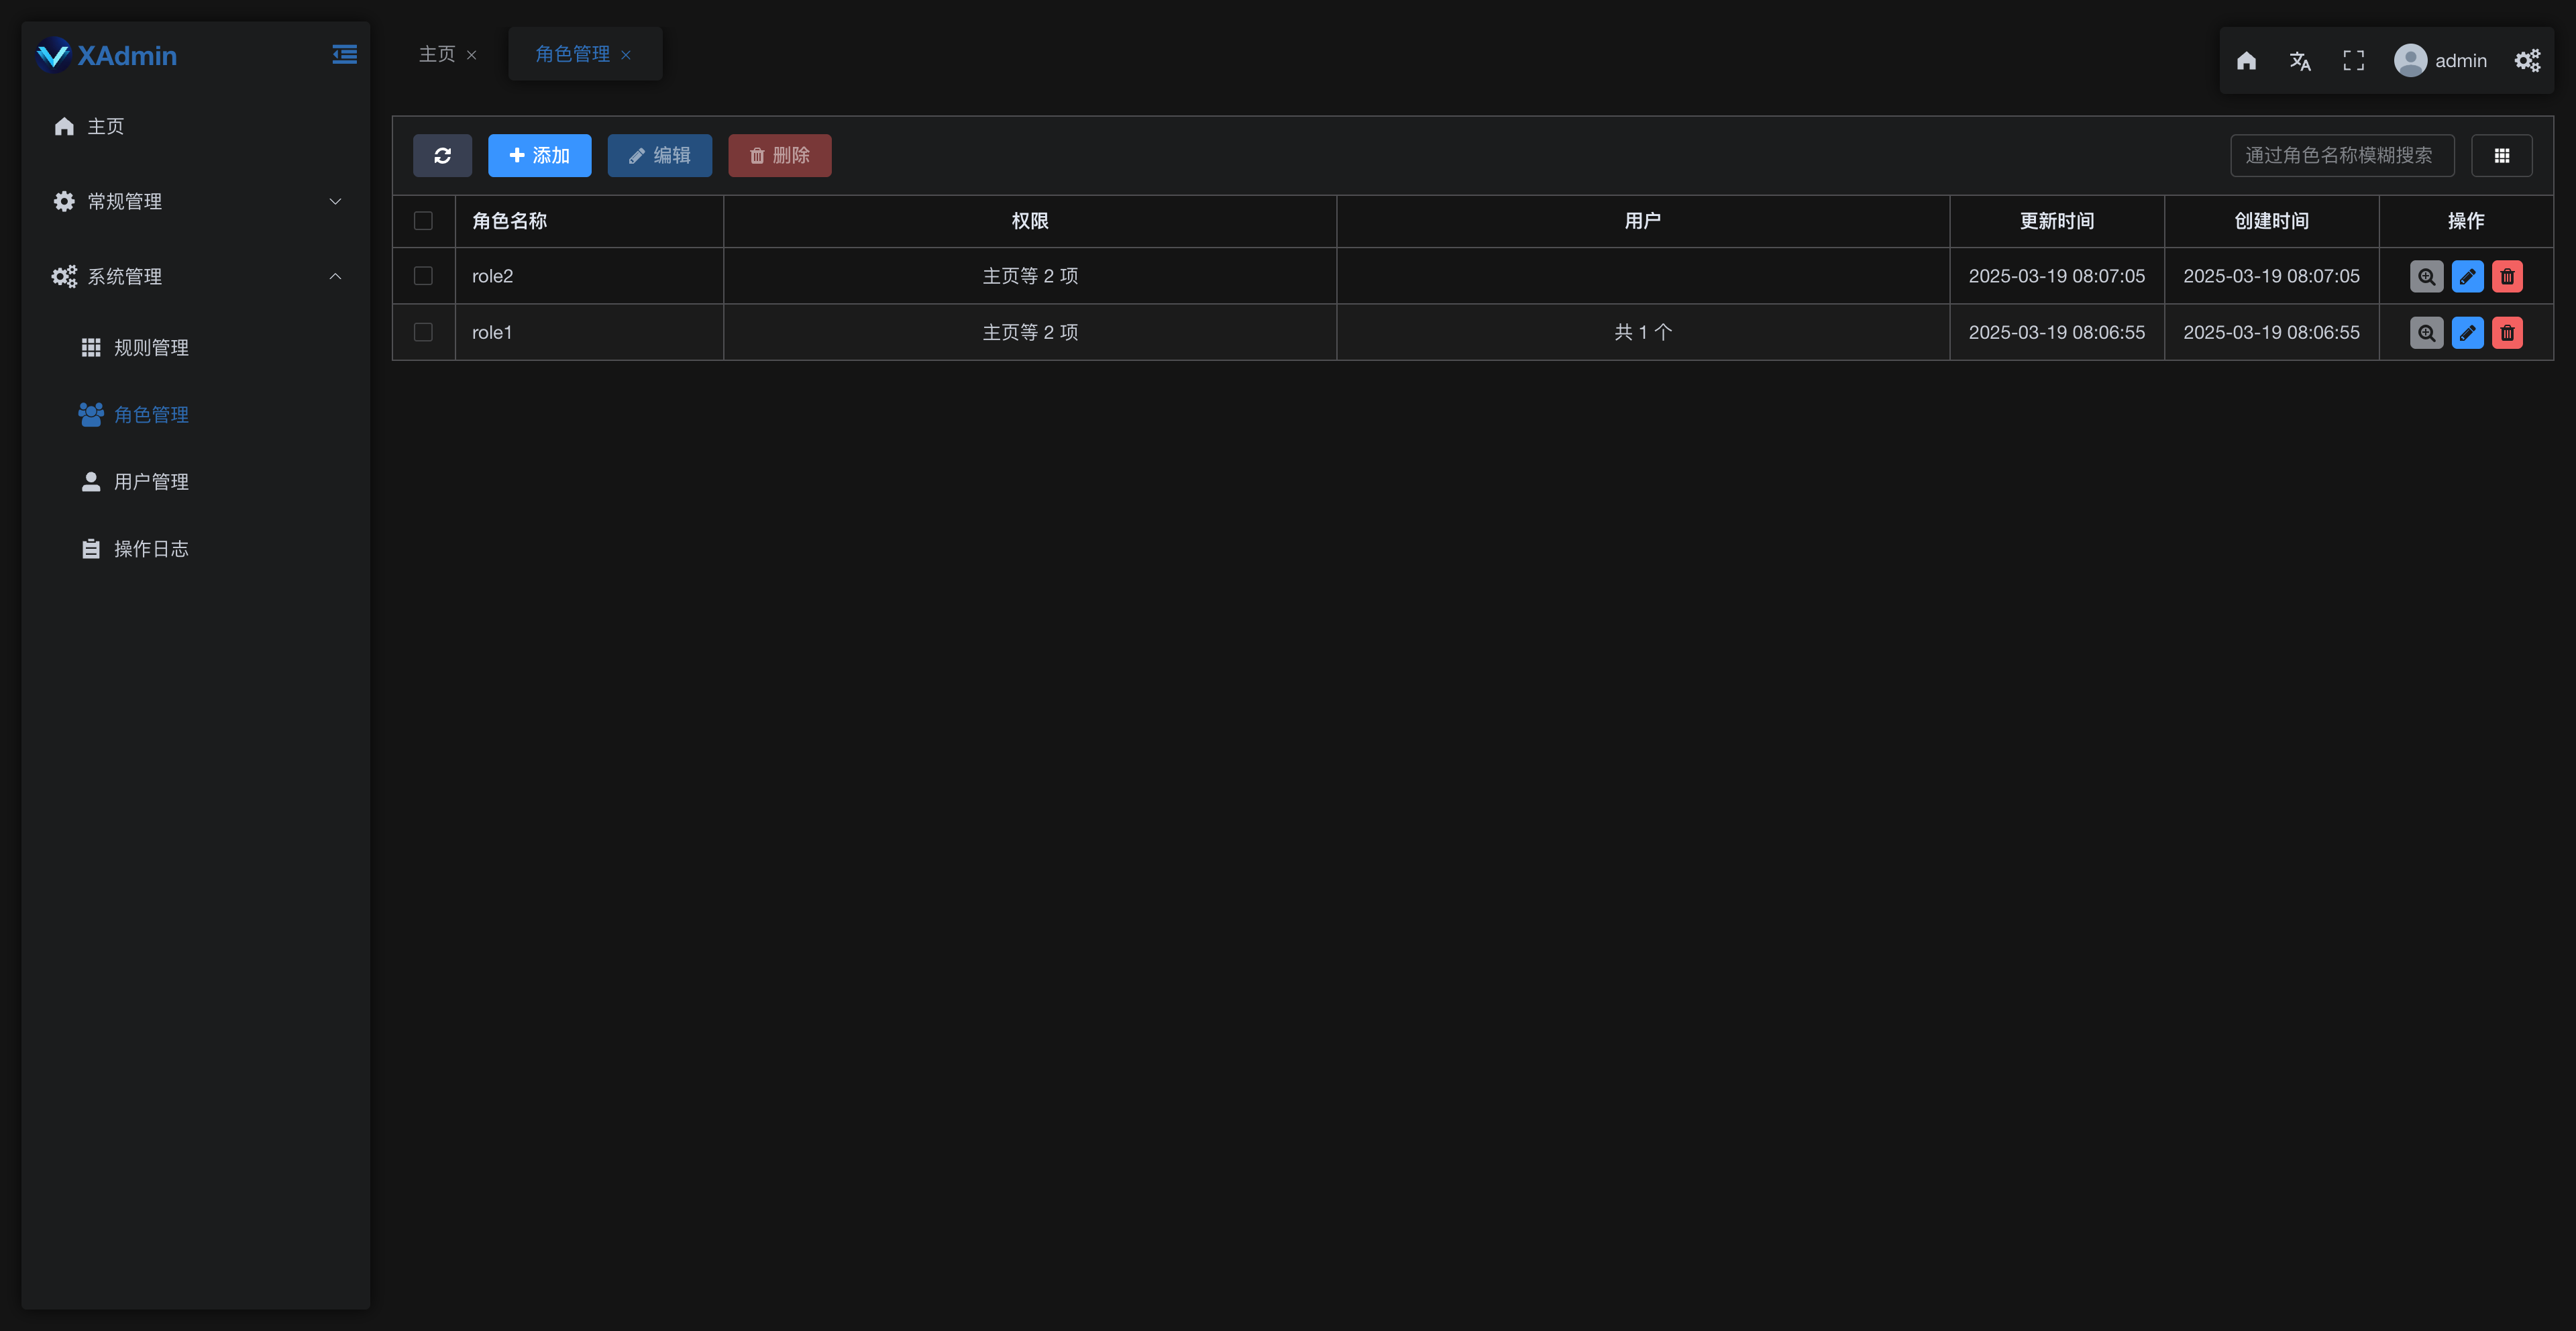 XAdmin
主页
常规管理
系统管理
规则管理
角色管理
用户管理
操作日志
主页
角色管理
admin
添加
编辑
删除
通过角色名称模糊搜索
角色名称 权限 用户 更新时间 创建时间 操作
role2 主页等 2 项 2025-03-19 08:07:05 2025-03-19 08:07:05
role1 主页等 2 项 共 1 个 2025-03-19 08:06:55 2025-03-19 08:06:55